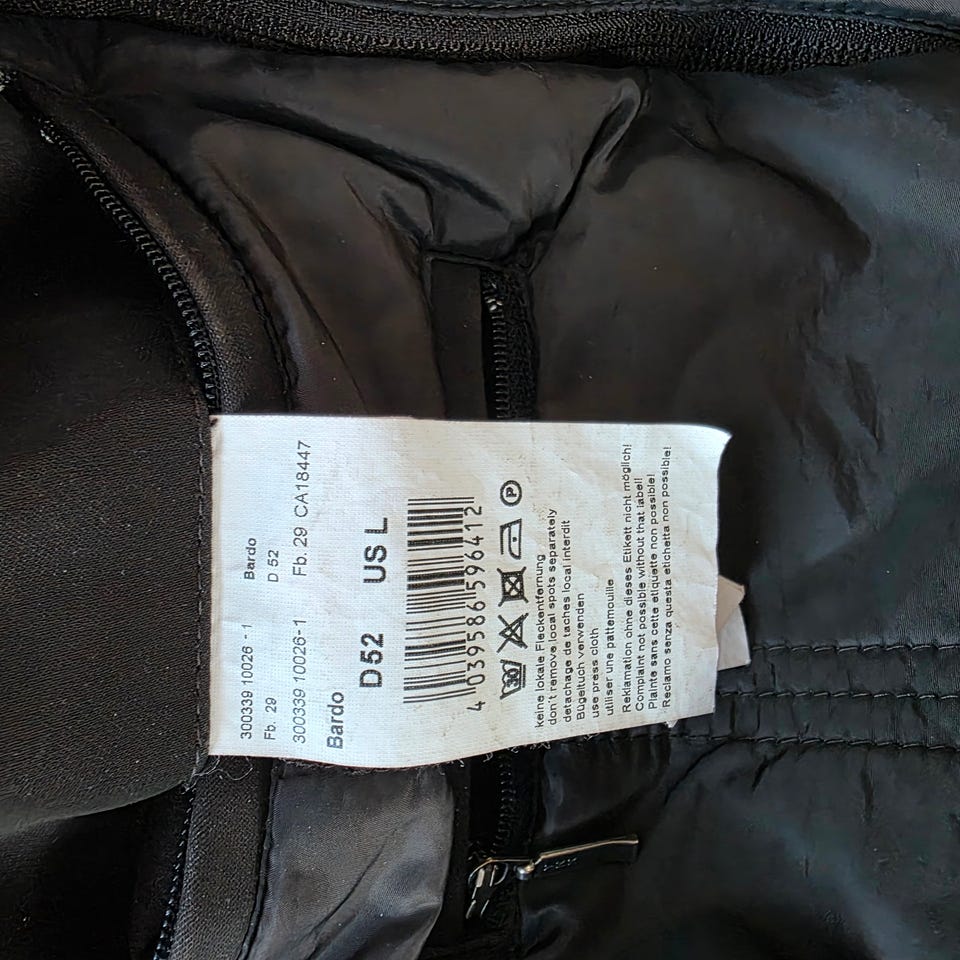 300339 10026 - 1 Bardo
Fb. 29 D 52
300339 10026-1 Fb. 29 CA18447
Bardo
D52 US L
4 039586 596412
P
keine lokale Fleckentfernung
don't remove local spots separately
detachage de taches local interdit
Bügeltuch verwenden
use press cloth
utiliser une pattemouille
Reklamation ohne dieses Etikett nicht möglich!
Complaint not possible without that label!
Plainte sans cette etiquette non possible!
Reclamo senza questa etichetta non possible!